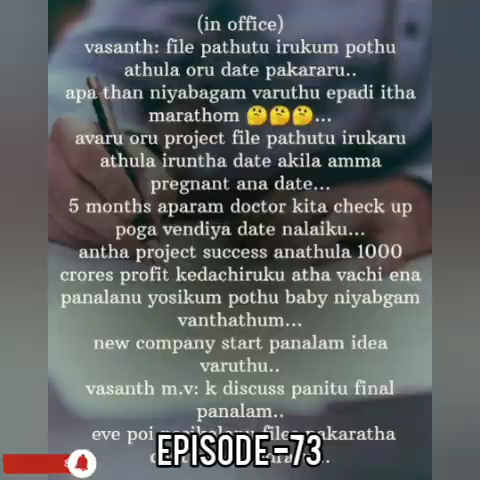 (in office)
vasanth: file pathutu irukum pothu
athula oru date pakararu..
apa than niyabagam varuthu epadi itha
marathom 🤔🤔🤔...
avaru oru project file pathutu irukaru
athula iruntha date akila amma
pregnant ana date...
5 months aparam doctor kita check up
poga vendiya date nalaiku...
antha project success anathula 1000
crores profit kedachiruku atha vachi ena
panalanu yosikum pothu baby niyabgam
vanthathum...
new company start panalam idea
varuthu..
vasanth m.v: k discuss panitu final
panalam..
eve poi files pakaratha
EPISODE-73